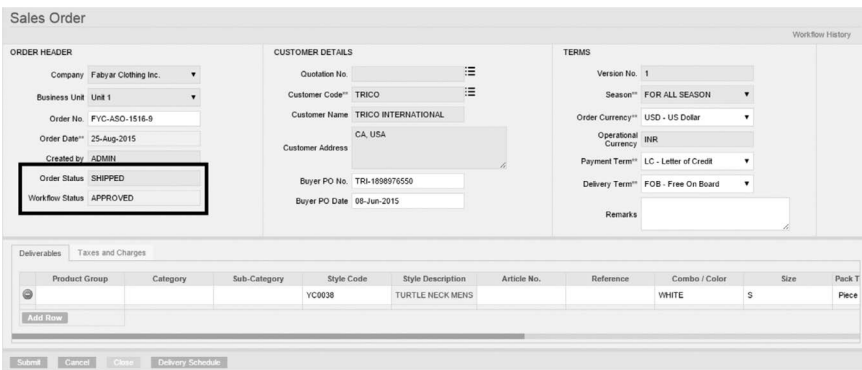 Sales Order
Workflow History
ORDER HEADER
Company Fabyar Clothing Inc.
Business Unit Unit 1
Order No. FYC-ASO-1516-9
Order Date** 25-Aug-2015
Created by ADMIN
Order Status SHIPPED
Workflow Status APPROVED
CUSTOMER DETAILS
Quotation No.
Customer Code** TRICO
Customer Name TRICO INTERNATIONAL
Customer Address CA, USA
Buyer PO No. TRI-1898976550
Buyer PO Date 08-Jun-2015
TERMS
Version No. 1
Season** FOR ALL SEASON
Order Currency** USD - US Dollar
Operational
Currency INR
Payment Term** LC - Letter of Credit
Delivery Term** FOB - Free On Board
Remarks
Deliverables Taxes and Charges
Product Group Category Sub-Category Style Code Style Description Article No. Reference Combo / Color Size Pack T
YC0038 TURTLE NECK MENS WHITE S Piece
Add Row
Submit Cancel Close Delivery Schedule